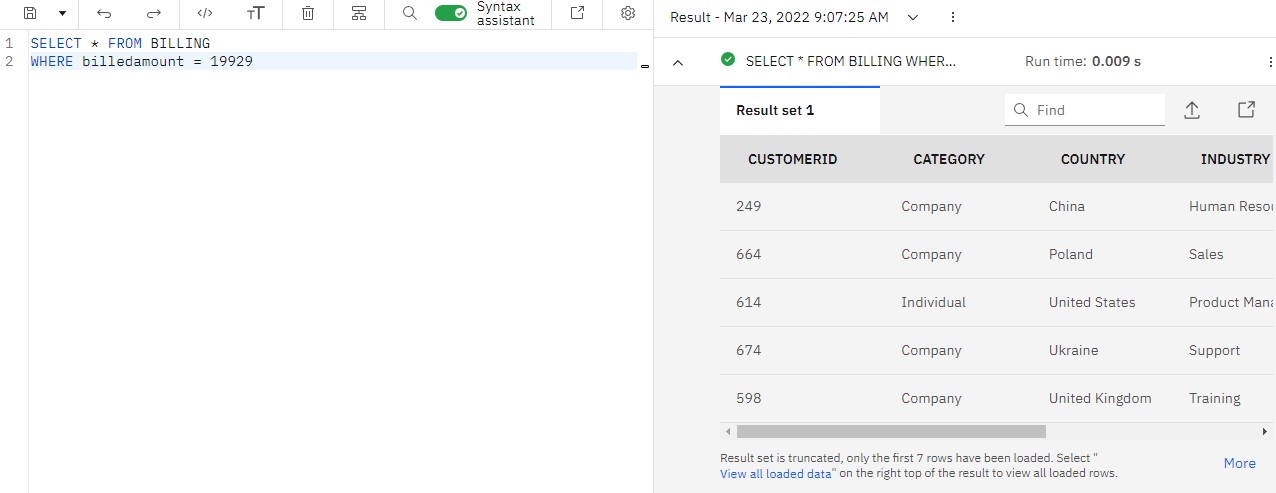 </>
тT
Syntax
assistant
1 SELECT * FROM BILLING
2 WHERE billedamount = 19929
Result - Mar 23, 2022 9:07:25 AM
SELECT * FROM BILLING WHER...
Run time: 0.009 s
Result set 1
Find
CUSTOMERID CATEGORY COUNTRY INDUSTRY
249 Company China Human Resou
664 Company Poland Sales
614 Individual United States Product Mana
674 Company Ukraine Support
598 Company United Kingdom Training
Result set is truncated, only the first 7 rows have been loaded. Select "
View all loaded data" on the right top of the result to view all loaded rows.
More